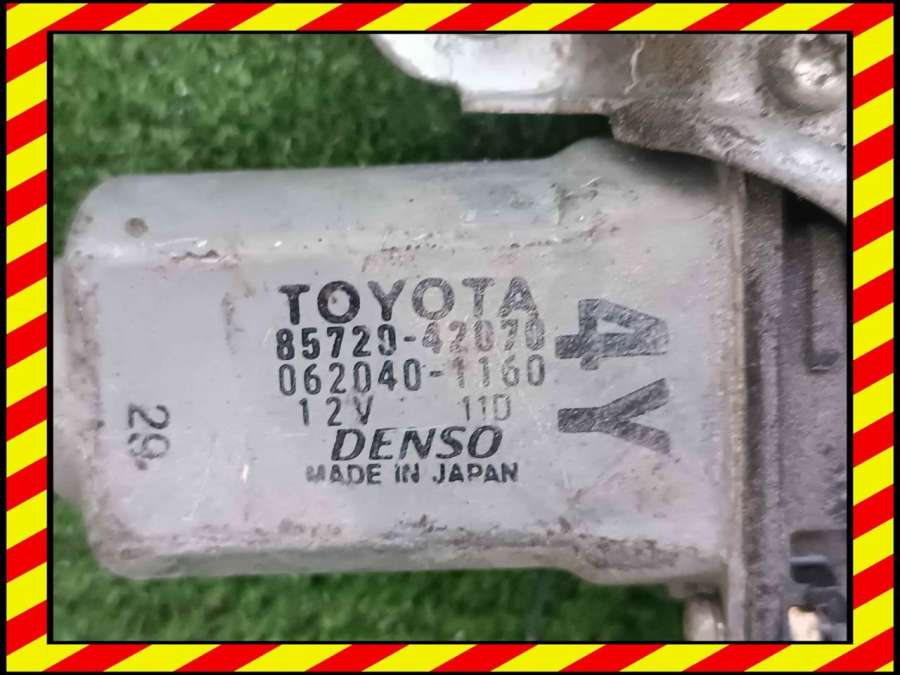 TOYOTA
85720-42070
062040-1160
12V 11D
DENSO
MADE IN JAPAN
4Y
29